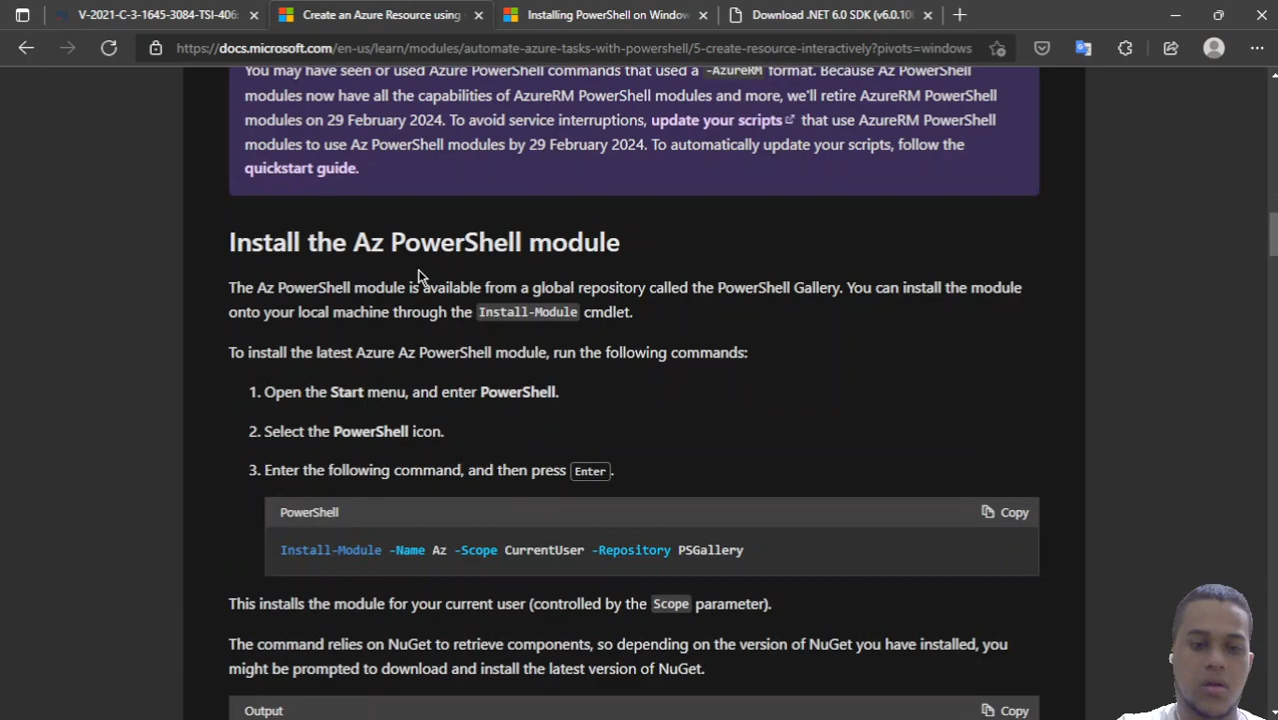 V-2021-C-3-1645-3084-TSI-406:
Create an Azure Resource using
Installing PowerShell on Window
Download .NET 6.0 SDK (v6.0.100
https://docs.microsoft.com/en-us/learn/modules/automate-azure-tasks-with-powershell/5-create-resource-interactively?pivots=windows
You may have seen or used Azure PowerShell commands that used a -AzureRM format. Because Az PowerShell
modules now have all the capabilities of AzureRM PowerShell modules and more, we'll retire AzureRM PowerShell
modules on 29 February 2024. To avoid service interruptions, update your scripts that use AzureRM PowerShell
modules to use Az PowerShell modules by 29 February 2024. To automatically update your scripts, follow the
quickstart guide.
Install the Az PowerShell module
The Az PowerShell module is available from a global repository called the PowerShell Gallery. You can install the module
onto your local machine through the Install-Module cmdlet.
To install the latest Azure Az PowerShell module, run the following commands:
1. Open the Start menu, and enter PowerShell.
2. Select the PowerShell icon.
3. Enter the following command, and then press Enter.
PowerShell Copy
Install-Module -Name Az -Scope CurrentUser -Repository PSGallery
This installs the module for your current user (controlled by the Scope parameter).
The command relies on NuGet to retrieve components, so depending on the version of NuGet you have installed, you
might be prompted to download and install the latest version of NuGet.
Output Copy